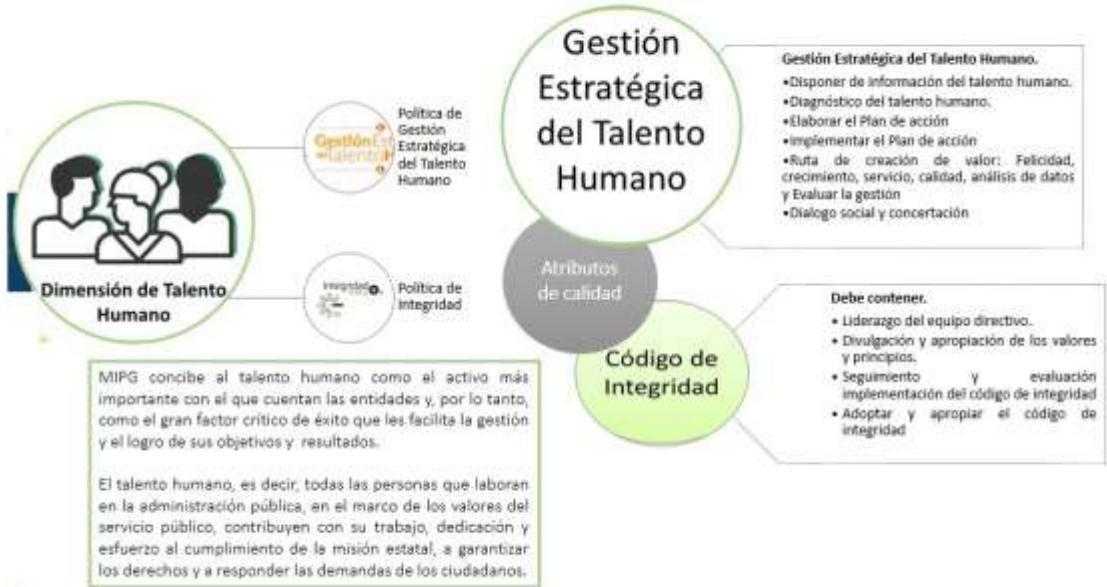 Dimensión de Talento
Humano
Política de
Gestión
Estratégica
del Talento
Humano
Política de
Integridad
MIPG concibe al talento humano como el activo más
importante con el que cuentan las entidades y, por lo tanto,
como el gran factor crítico de éxito que les facilita la gestión
y el logro de sus objetivos y resultados.
El talento humano, es decir, todas las personas que laboran
en la administración pública, en el marco de los valores del
servicio público, contribuyen con su trabajo, dedicación y
esfuerzo al cumplimiento de la misión estatal, a garantizar
los derechos y a responder las demandas de los ciudadanos.
Gestión
Estratégica
del Talento
Humano
Atributos
de calidad
Código de
Integridad
Gestión Estratégica del Talento Humano.
•Disponer de información del talento humano.
•Diagnóstico del talento humano.
•Elaborar el Plan de acción
•Implementar el Plan de acción
•Ruta de creación de valor: Felicidad,
crecimiento, servicio, calidad, análisis de datos
y Evaluar la gestión
•Dialogo social y concertación
Debe contener.
• Liderazgo del equipo directivo.
• Divulgación y apropiación de los valores
y principios.
• Seguimiento y evaluación
implementación del código de integridad
• Adoptar y apropiar el código de
integridad